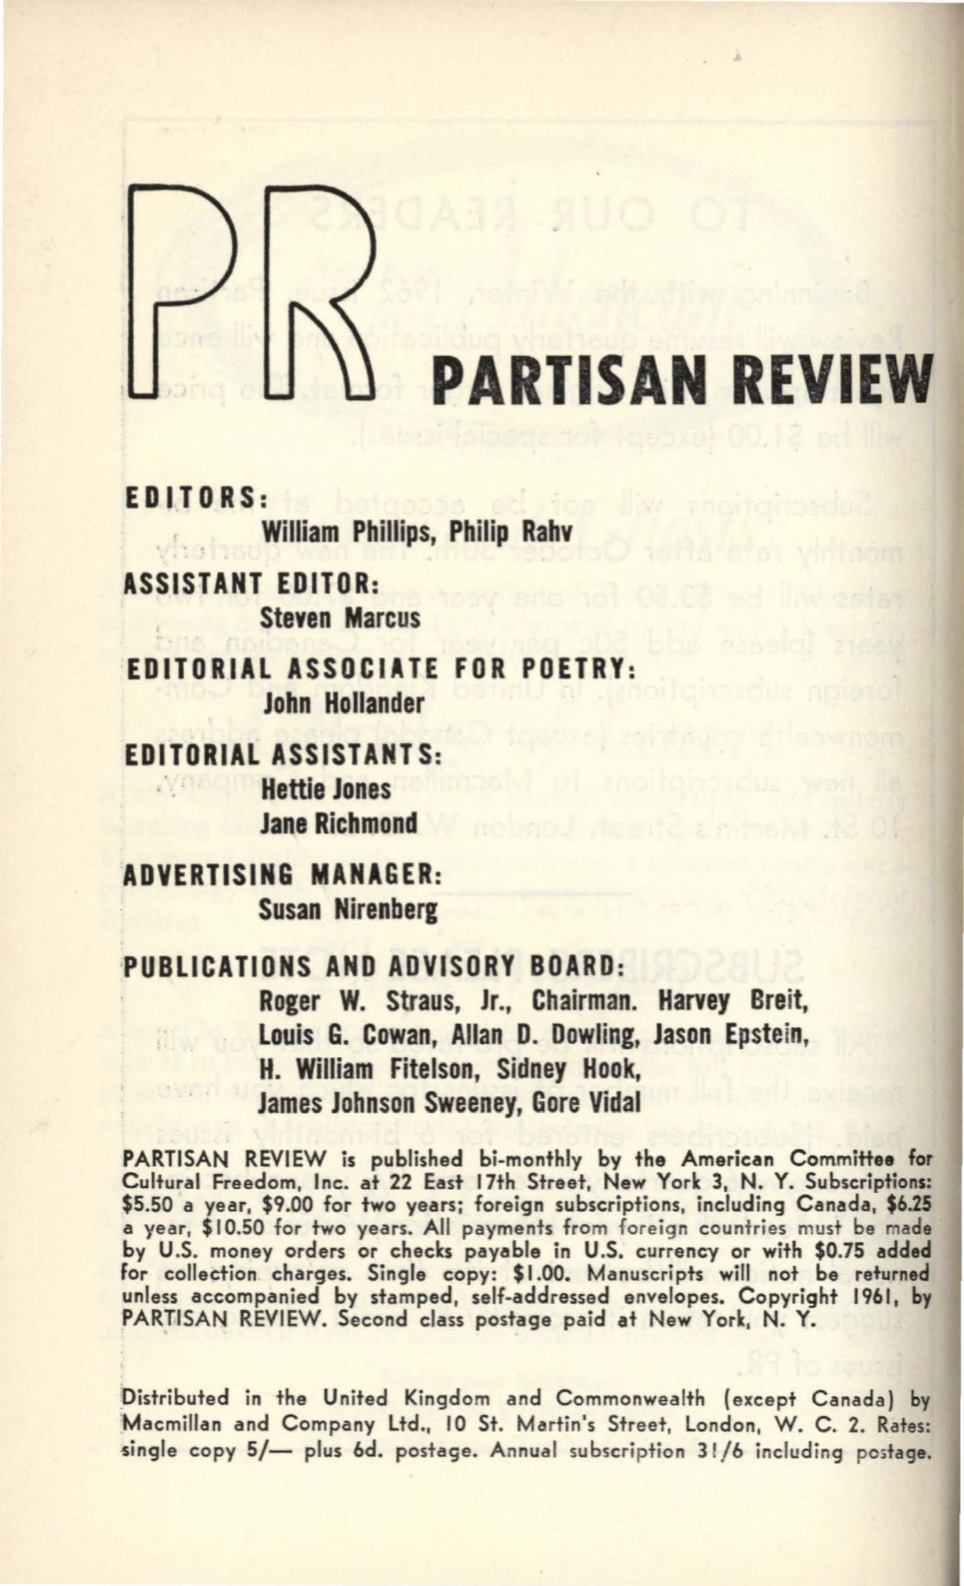 PR
PARTISAN REVIEW
EDITORS:
William Phillips, Philip Rahv
ASSISTANT EDITOR:
Steven Marcus
EDITORIAL ASSOCIATE FOR POETRY:
John Hollander
EDITORIAL ASSISTANTS:
Hettie Jones
Jane Richmond
ADVERTISING MANAGER:
Susan Nirenberg
PUBLICATIONS AND ADVISORY BOARD:
Roger W. Straus, Jr., Chairman. Harvey Breit,
Louis G. Cowan, Allan D. Dowling, Jason Epstein,
H. William Fitelson, Sidney Hook,
James Johnson Sweeney, Gore Vidal
PARTISAN REVIEW is published bi-monthly by the American Committee for
Cultural Freedom, Inc. at 22 East 17th Street, New York 3, N. Y. Subscriptions:
$5.50 a year, $9.00 for two years; foreign subscriptions, including Canada, $6.25
a year, $10.50 for two years. All payments from foreign countries must be made
by U.S. money orders or checks payable in U.S. currency or with $0.75 added
for collection charges. Single copy: $1.00. Manuscripts will not be returned
unless accompanied by stamped, self-addressed envelopes. Copyright 1961, by
PARTISAN REVIEW. Second class postage paid at New York, N. Y.
Distributed in the United Kingdom and Commonwealth (except Canada) by
Macmillan and Company Ltd., 10 St. Martin's Street, London, W. C. 2. Rates:
single copy 5/— plus 6d. postage. Annual subscription 31/6 including postage.